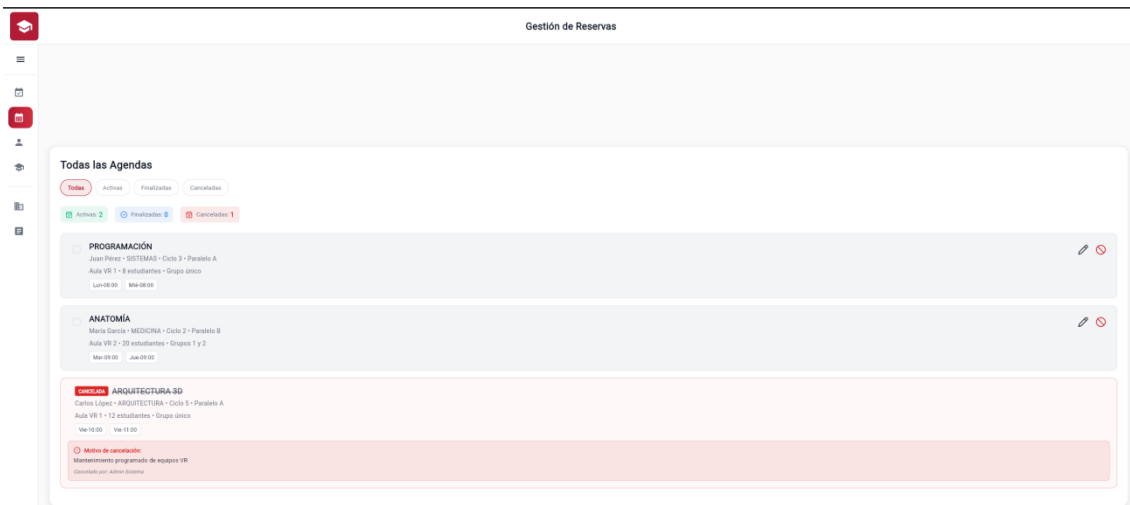 Gestión de Reservas
Todas las Agendas
Todas Activas Finalizadas Canceladas
Activas: 2 Finalizadas: 0 Canceladas: 1
PROGRAMACIÓN
Juan Pérez • SISTEMAS • Ciclo 3 • Paralelo A
Aula VR 1 • 8 estudiantes • Grupo único
Lun-08:00 Mié-08:00
ANATOMÍA
María García • MEDICINA • Ciclo 2 • Paralelo B
Aula VR 2 • 20 estudiantes • Grupos 1 y 2
Mar-09:00 Jue-09:00
CANCELADA ARQUITECTURA 3D
Carlos López • ARQUITECTURA • Ciclo 5 • Paralelo A
Aula VR 1 • 12 estudiantes • Grupo único
Vie-10:00 Vie-11:00
Motivo de cancelación:
Mantenimiento programado de equipos VR
Cancelado por: Admin Sistema